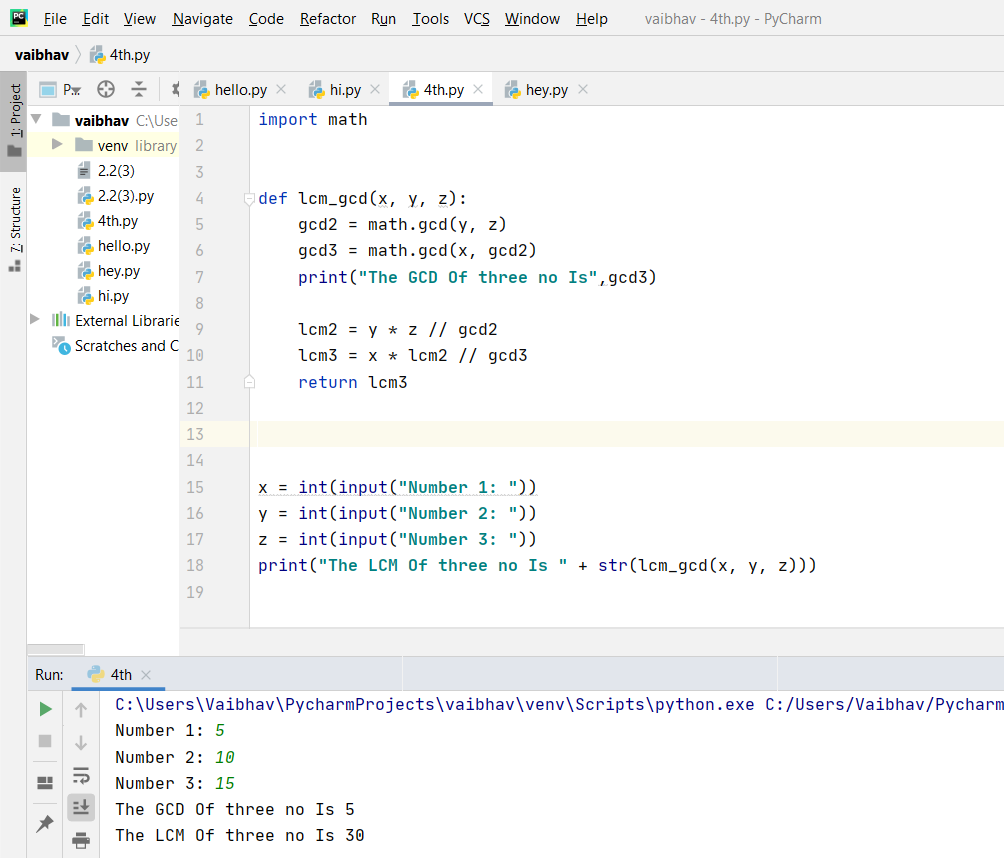 File Edit View Navigate Code Refactor Run Tools VCS Window Help vaibhav - 4th.py - PyCharm
vaibhav 4th.py
1: Project
7: Structure
P...
hello.py hi.py 4th.py hey.py
vaibhav C:\Use
venv library
2.2(3)
2.2(3).py
4th.py
hello.py
hey.py
hi.py
External Librarie
Scratches and C
1 import math
2
3
4 def lcm_gcd(x, y, z):
5 gcd2 = math.gcd(y, z)
6 gcd3 = math.gcd(x, gcd2)
7 print("The GCD Of three no Is",gcd3)
8
9 lcm2 = y * z // gcd2
10 lcm3 = x * lcm2 // gcd3
11 return lcm3
12
13
14
15 x = int(input("Number 1: "))
16 y = int(input("Number 2: "))
17 z = int(input("Number 3: "))
18 print("The LCM Of three no Is " + str(lcm_gcd(x, y, z)))
19
Run: 4th
C:\Users\Vaibhav\PycharmProjects\vaibhav\venv\Scripts\python.exe C:/Users/Vaibhav/Pycharm
Number 1: 5
Number 2: 10
Number 3: 15
The GCD Of three no Is 5
The LCM Of three no Is 30